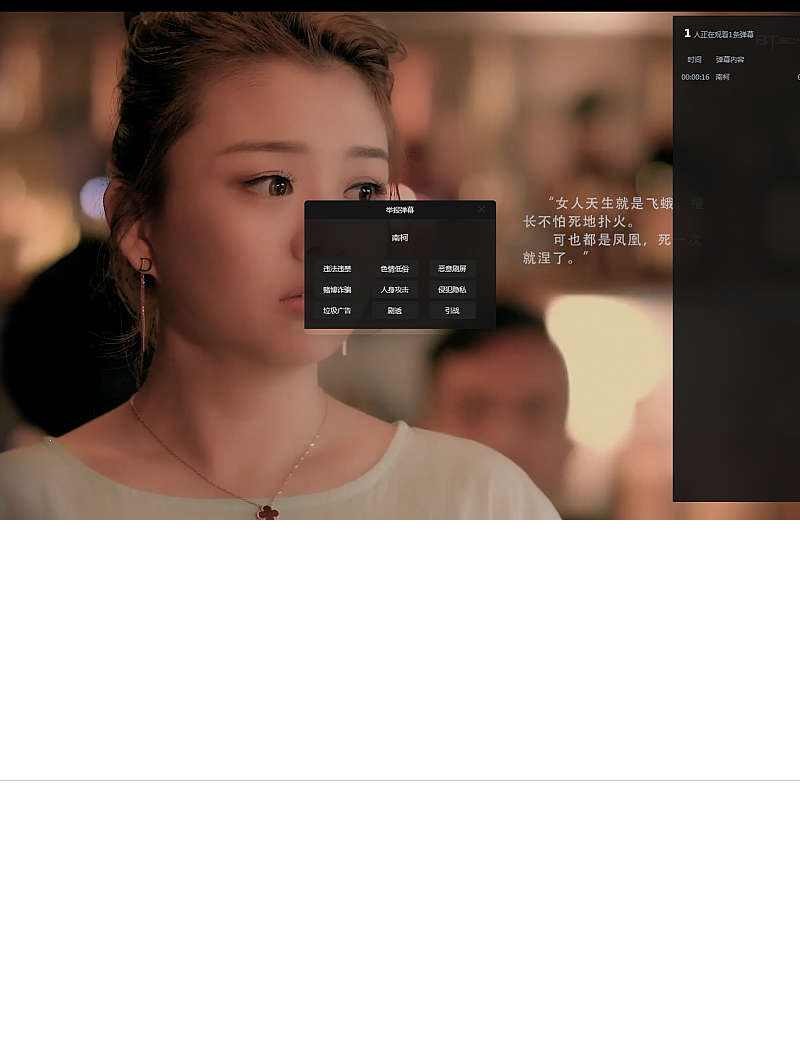 1 人正在观看1条弹幕
时间 弹幕内容
00:00:16 南柯
举报弹幕
南柯
违法违禁 色情低俗 恶意刷屏
赌博诈骗 人身攻击 侵犯隐私
垃圾广告 剧透 引战
“女人天生就是飞蛾，擅
长不怕死地扑火。
可也都是凤凰，死一次
就涅了。”